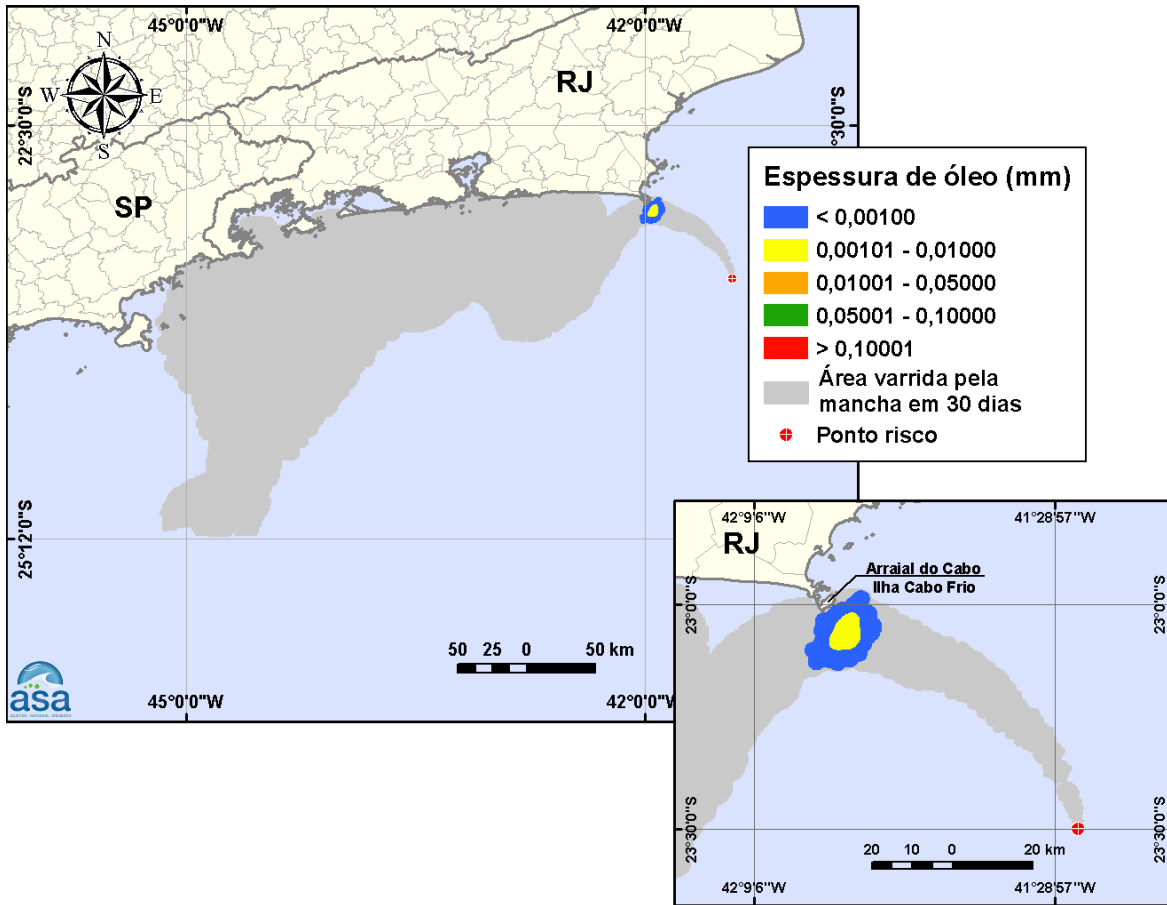 45°0'0"W
42°0'0"W
N
W
E
S
RJ
SP
22°30'0"S
Espessura de óleo (mm)
< 0,00100
0,00101 - 0,01000
0,01001 - 0,05000
0,05001 - 0,10000
> 0,10001
Área varrida pela
mancha em 30 dias
Ponto risco
25°12'0"S
50 25 0 50 km
asa
45°0'0"W
42°0'0"W
42°9'6"W
41°28'57"W
RJ
Arraial do Cabo
Ilha Cabo Frio
23°0'0"S
23°0'0"S
23°30'0"S
23°30'0"S
20 10 0 20 km
42°9'6"W
41°28'57"W